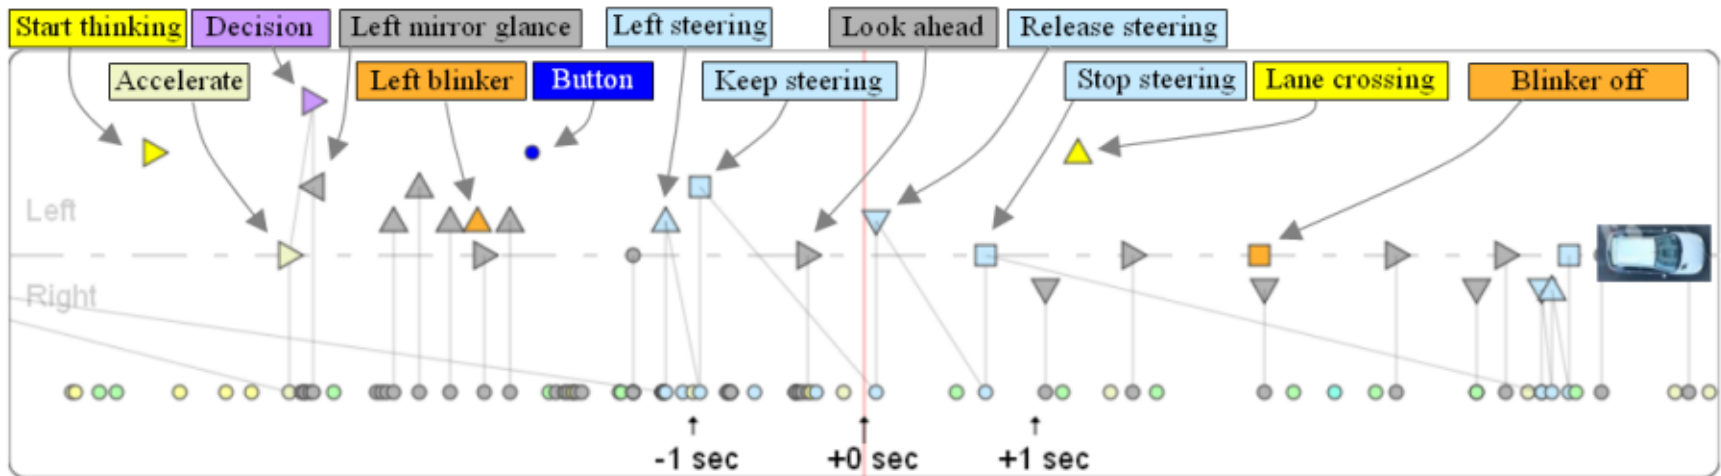 Start thinking
Decision
Left mirror glance
Left steering
Look ahead
Release steering
Accelerate
Left blinker
Button
Keep steering
Stop steering
Lane crossing
Blinker off
Left
Right
-1 sec
+0 sec
+1 sec